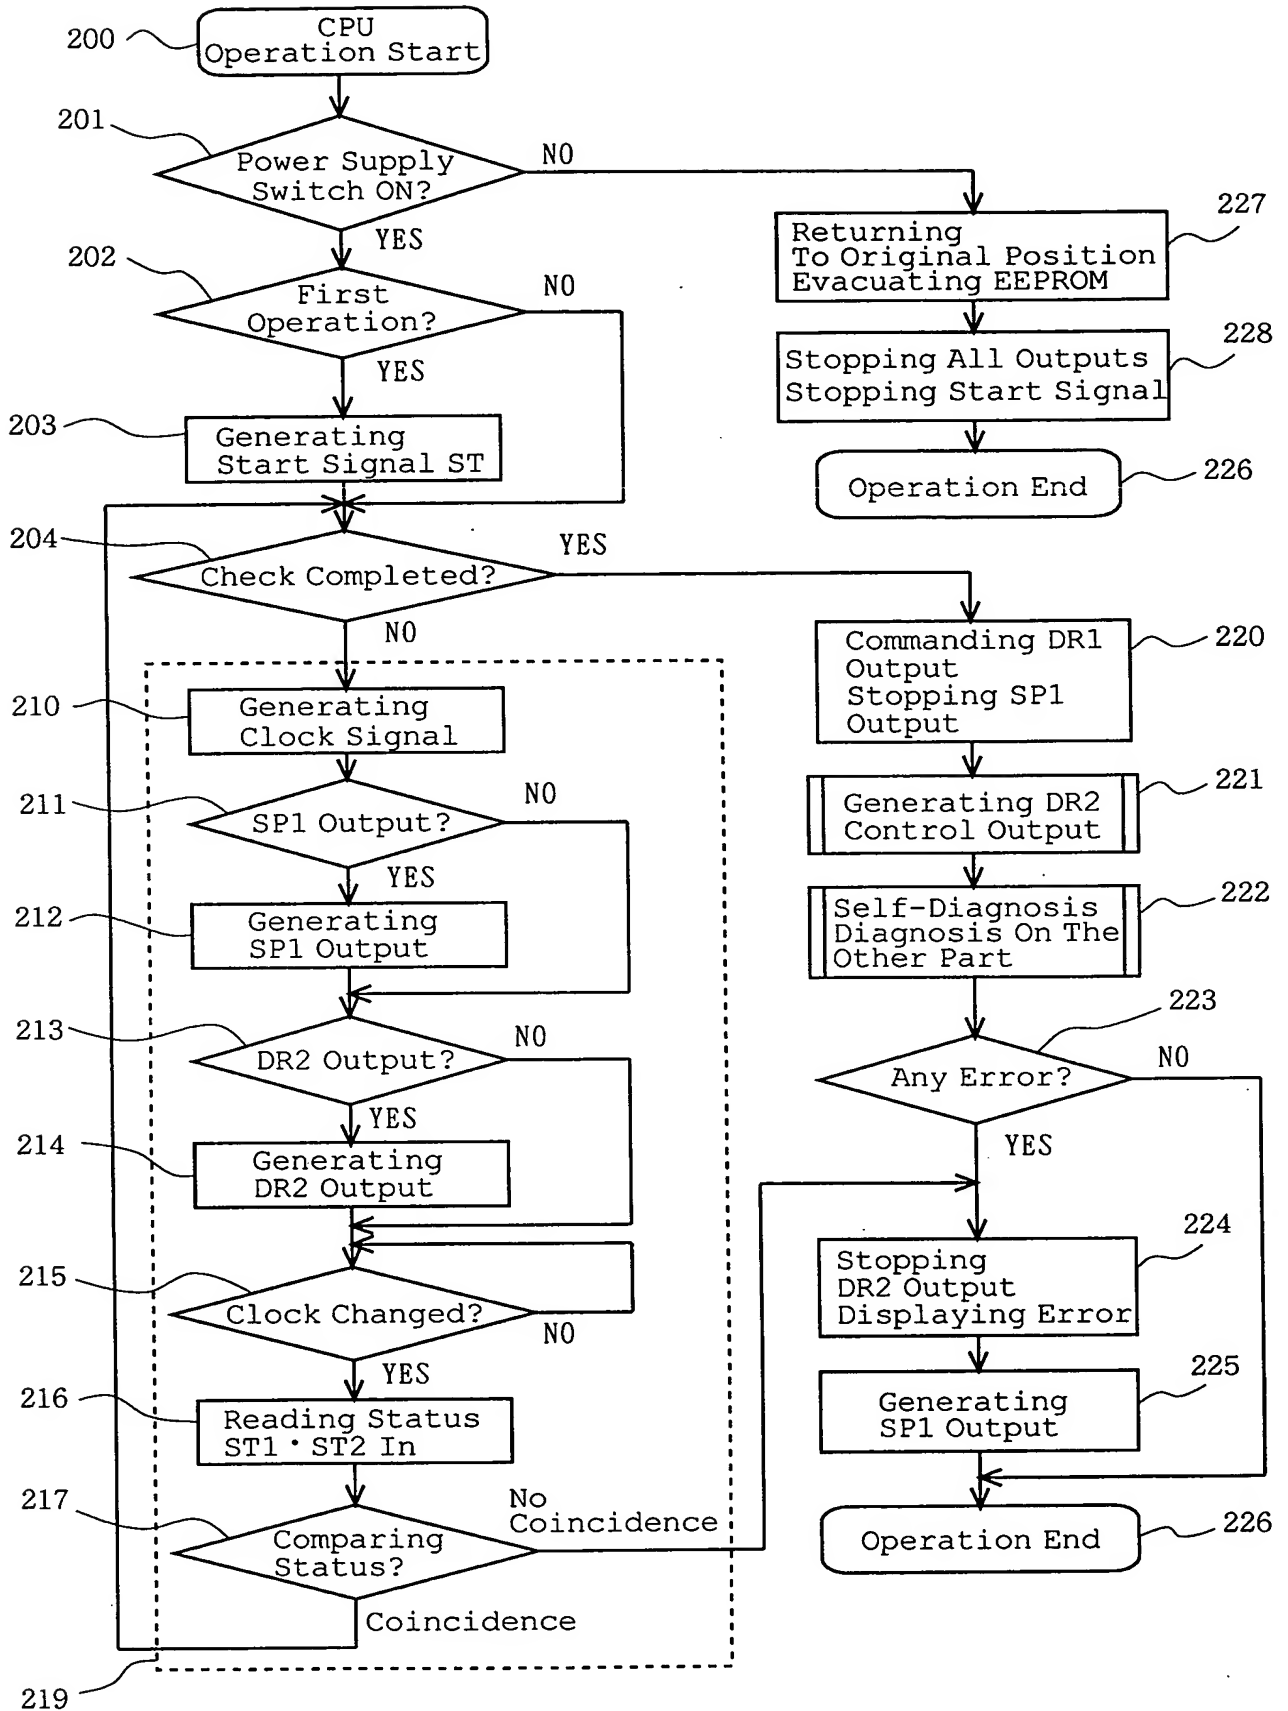 200
CPU
Operation Start
201
Power Supply
Switch ON?
NO
YES
227
Returning
To Original Position
Evacuating EEPROM
202
First
Operation?
NO
YES
228
Stopping All Outputs
Stopping Start Signal
203
Generating
Start Signal ST
Operation End
226
204
Check Completed?
YES
NO
220
Commanding DR1
Output
Stopping SP1
Output
210
Generating
Clock Signal
211
SP1 Output?
NO
YES
221
Generating DR2
Control Output
212
Generating
SP1 Output
222
Self-Diagnosis
Diagnosis On The
Other Part
213
DR2 Output?
NO
YES
223
Any Error?
NO
YES
214
Generating
DR2 Output
215
Clock Changed?
NO
YES
224
Stopping
DR2 Output
Displaying Error
216
Reading Status
ST1・ST2 In
225
Generating
SP1 Output
217
Comparing
Status?
No
Coincidence
Coincidence
Operation End
226
219